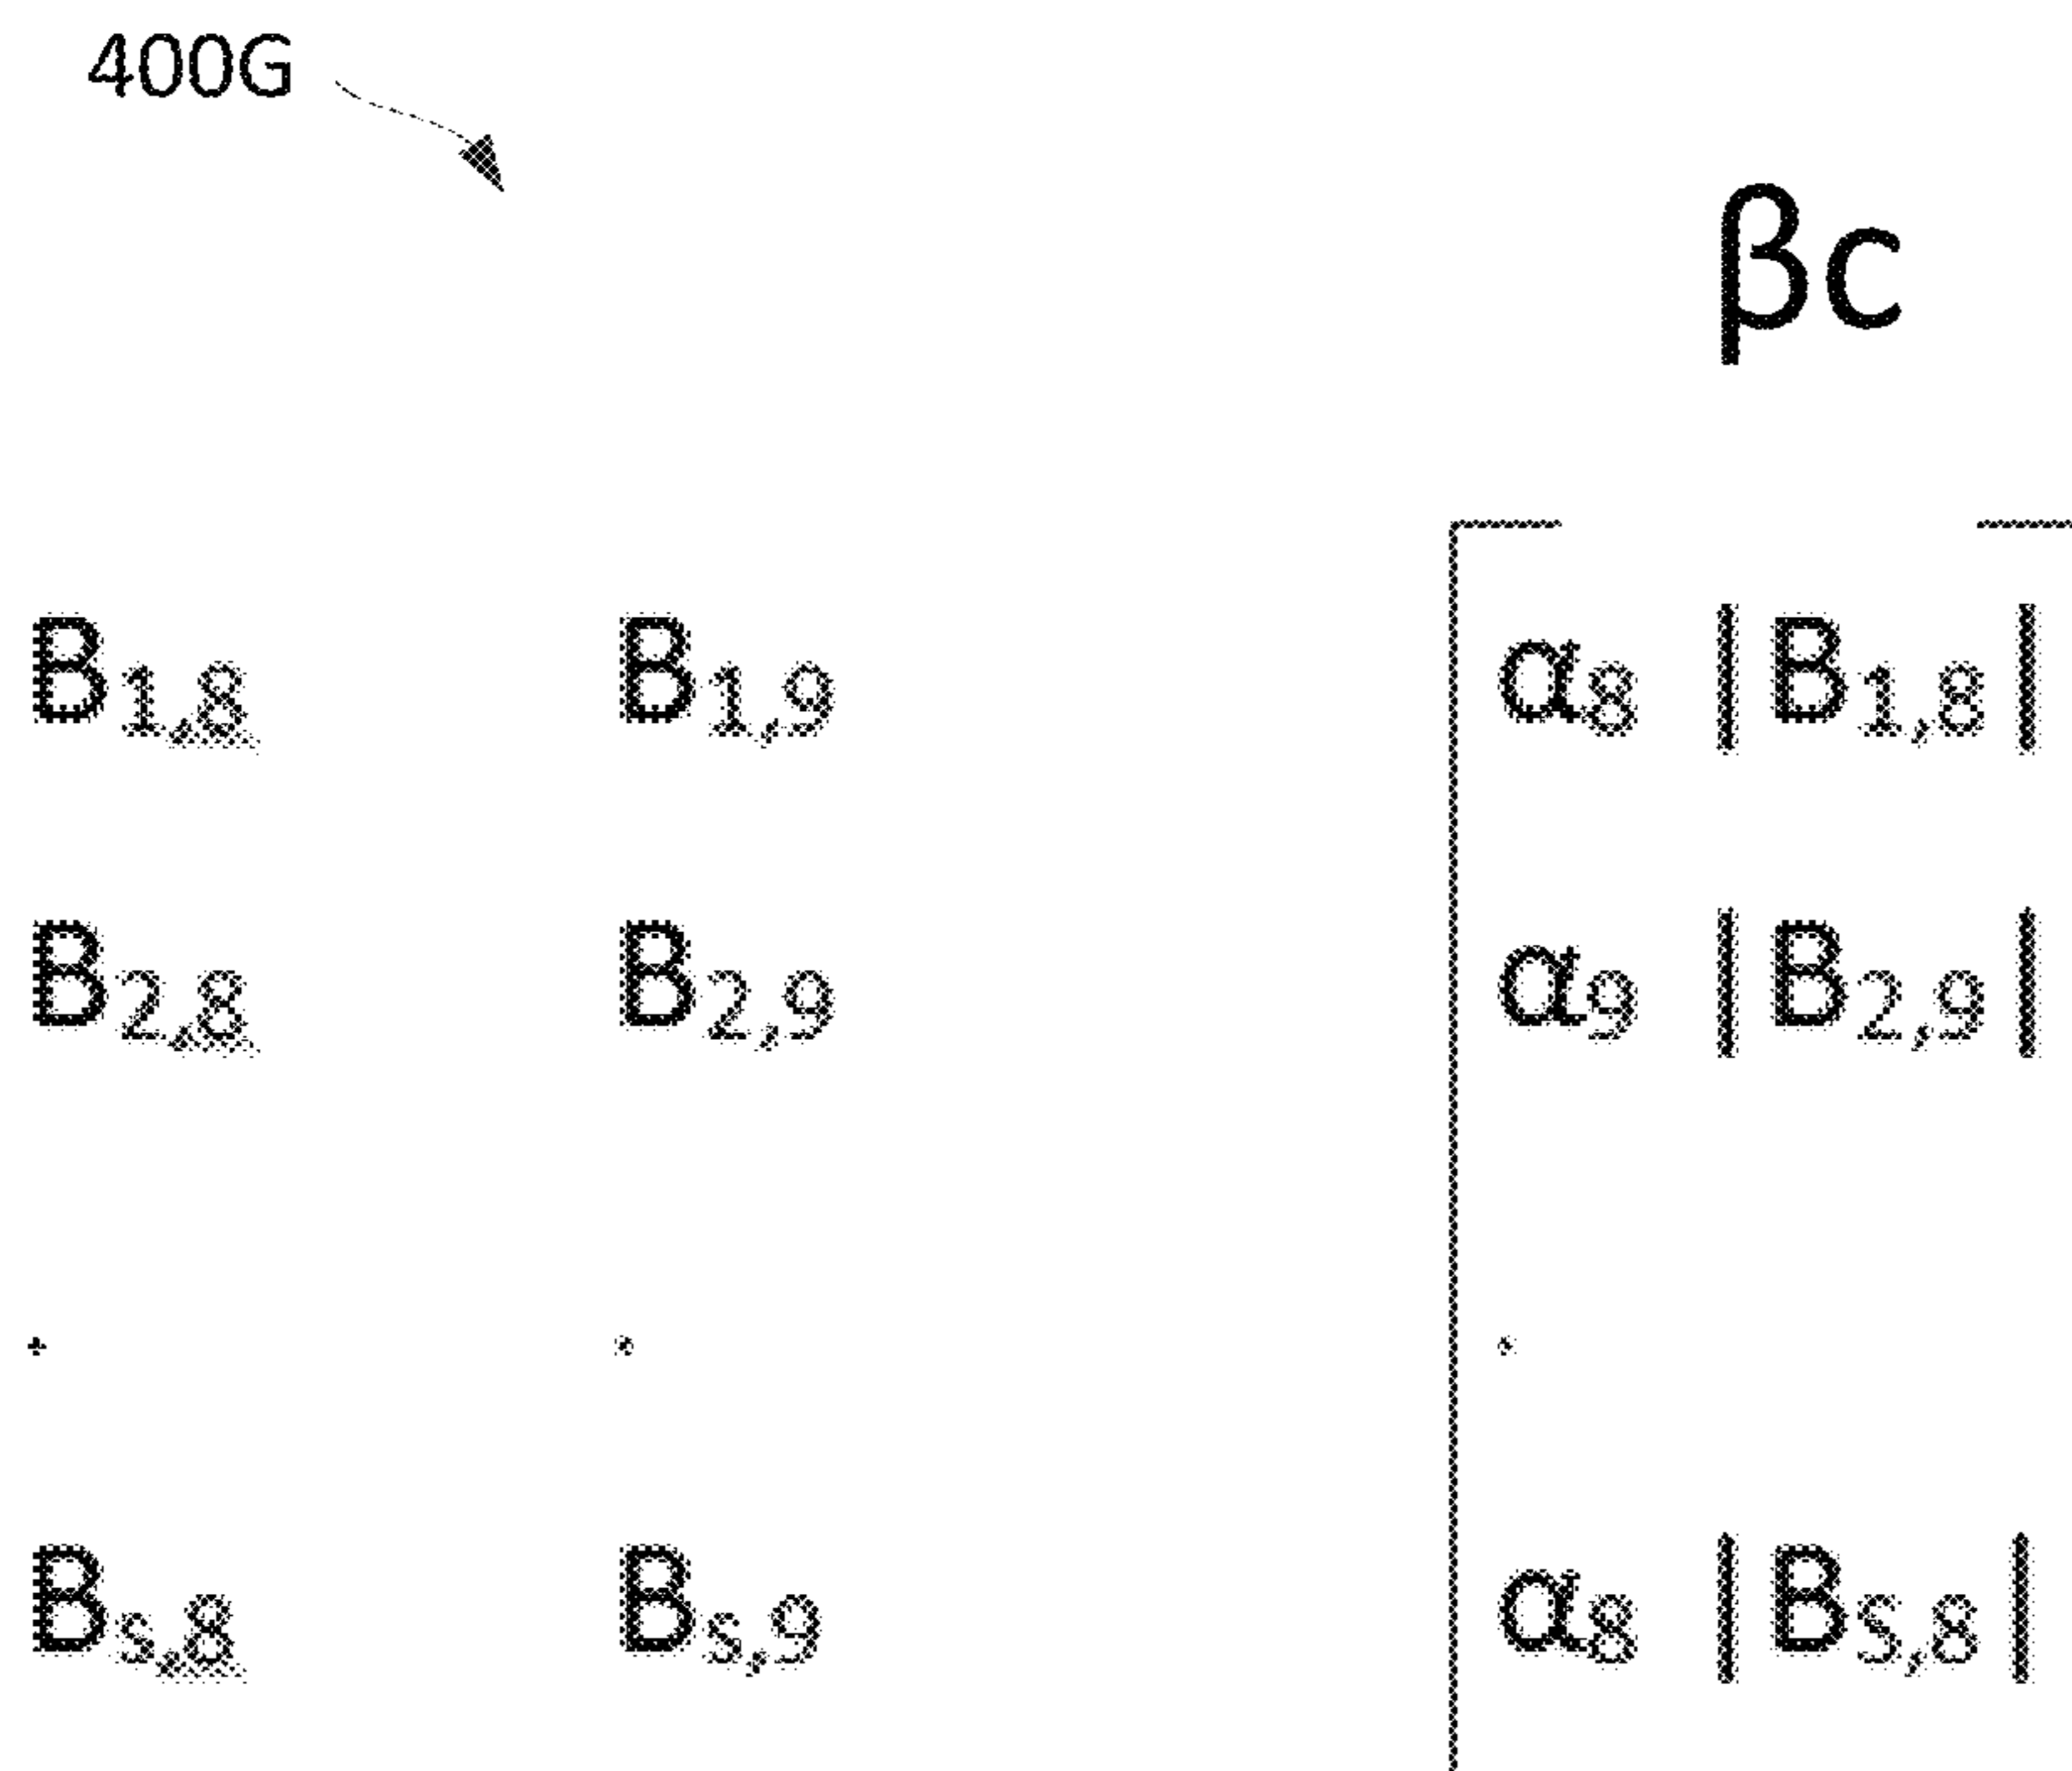 400G
βc
B1,8 B1,9 α8 | B1,8 |
B2,8 B2,9 α9 | B2,9 |
. . .
Bs,8 Bs,9 α8 | BS,8 |